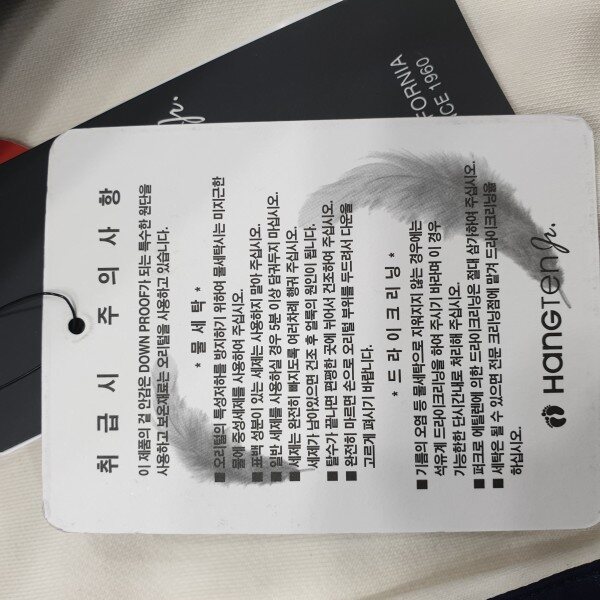 취급시 주의사항
이 제품의 겉 안감은 DOWN PROOF가 되는 특수한 원단을
사용하고 보온재료는 오리털을 사용하고 있습니다.
* 물세탁 *
■ 오리털의 특성저하를 방지하기 위하여 물세탁시는 미지근한
물에 중성세제를 사용하여 주십시오.
■ 표백 성분이 있는 세제는 사용하지 말아 주십시오.
■ 일반 세제를 사용하실 경우 5분 이상 담궈두지 마십시오.
■ 세제는 완전히 빠지도록 여러차례 헹궈 주십시오.
세제가 남아있으면 건조 후 얼룩의 원인이 됩니다.
■ 탈수가 끝나면 편평한 곳에 뉘어서 건조하여 주십시오.
■ 완전히 마르면 손으로 오리털 부위를 두드려서 다운을
고르게 펴시기 바랍니다.
* 드라이크리닝 *
■ 기름의 오염 등 물세탁으로 지워지지 않는 경우에는
석유계 드라이크리닝을 하여 주시기 바라며 이 경우
가능한한 단시간내로 처리해 주십시오.
■ 퍼크로 에틸렌에 의한 드라이크리닝은 절대 삼가하여 주십시오.
■ 세탁은 될 수 있으면 전문 크리닝점에 맡겨 드라이크리닝을
하십시오.
HANGTEN Jr.
IFORNIA
NCE 1960